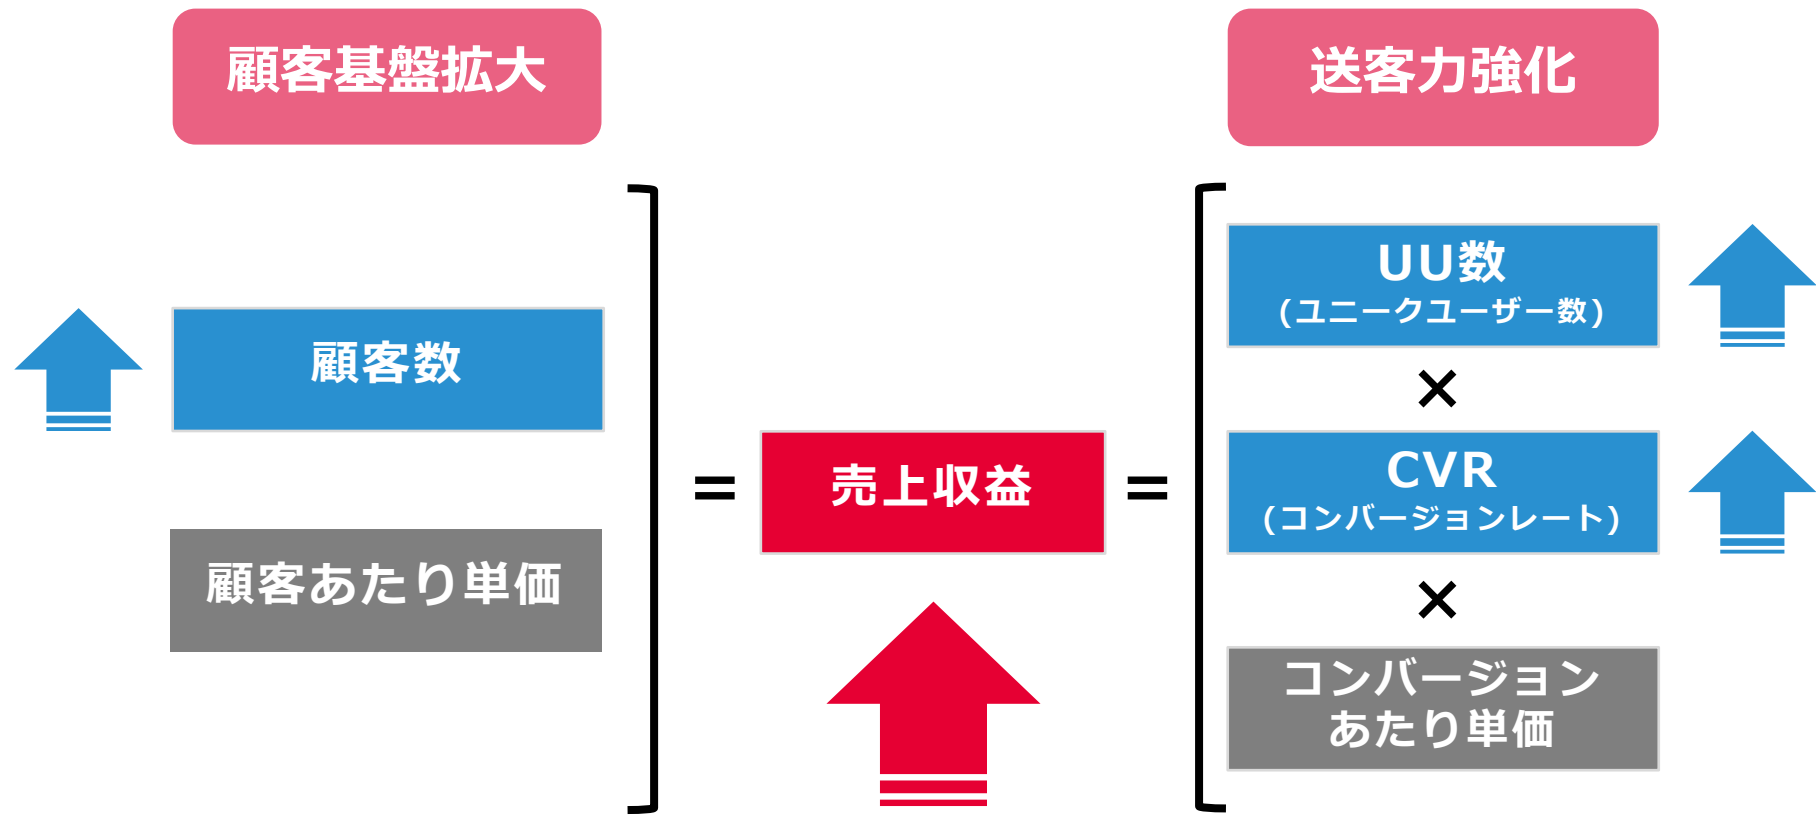 顧客基盤拡大
顧客数
顧客あたり単価
=
売上収益
=
送客力強化
UU数
(ユニークユーザー数)
×
CVR
(コンバージョンレート)
×
コンバージョン
あたり単価